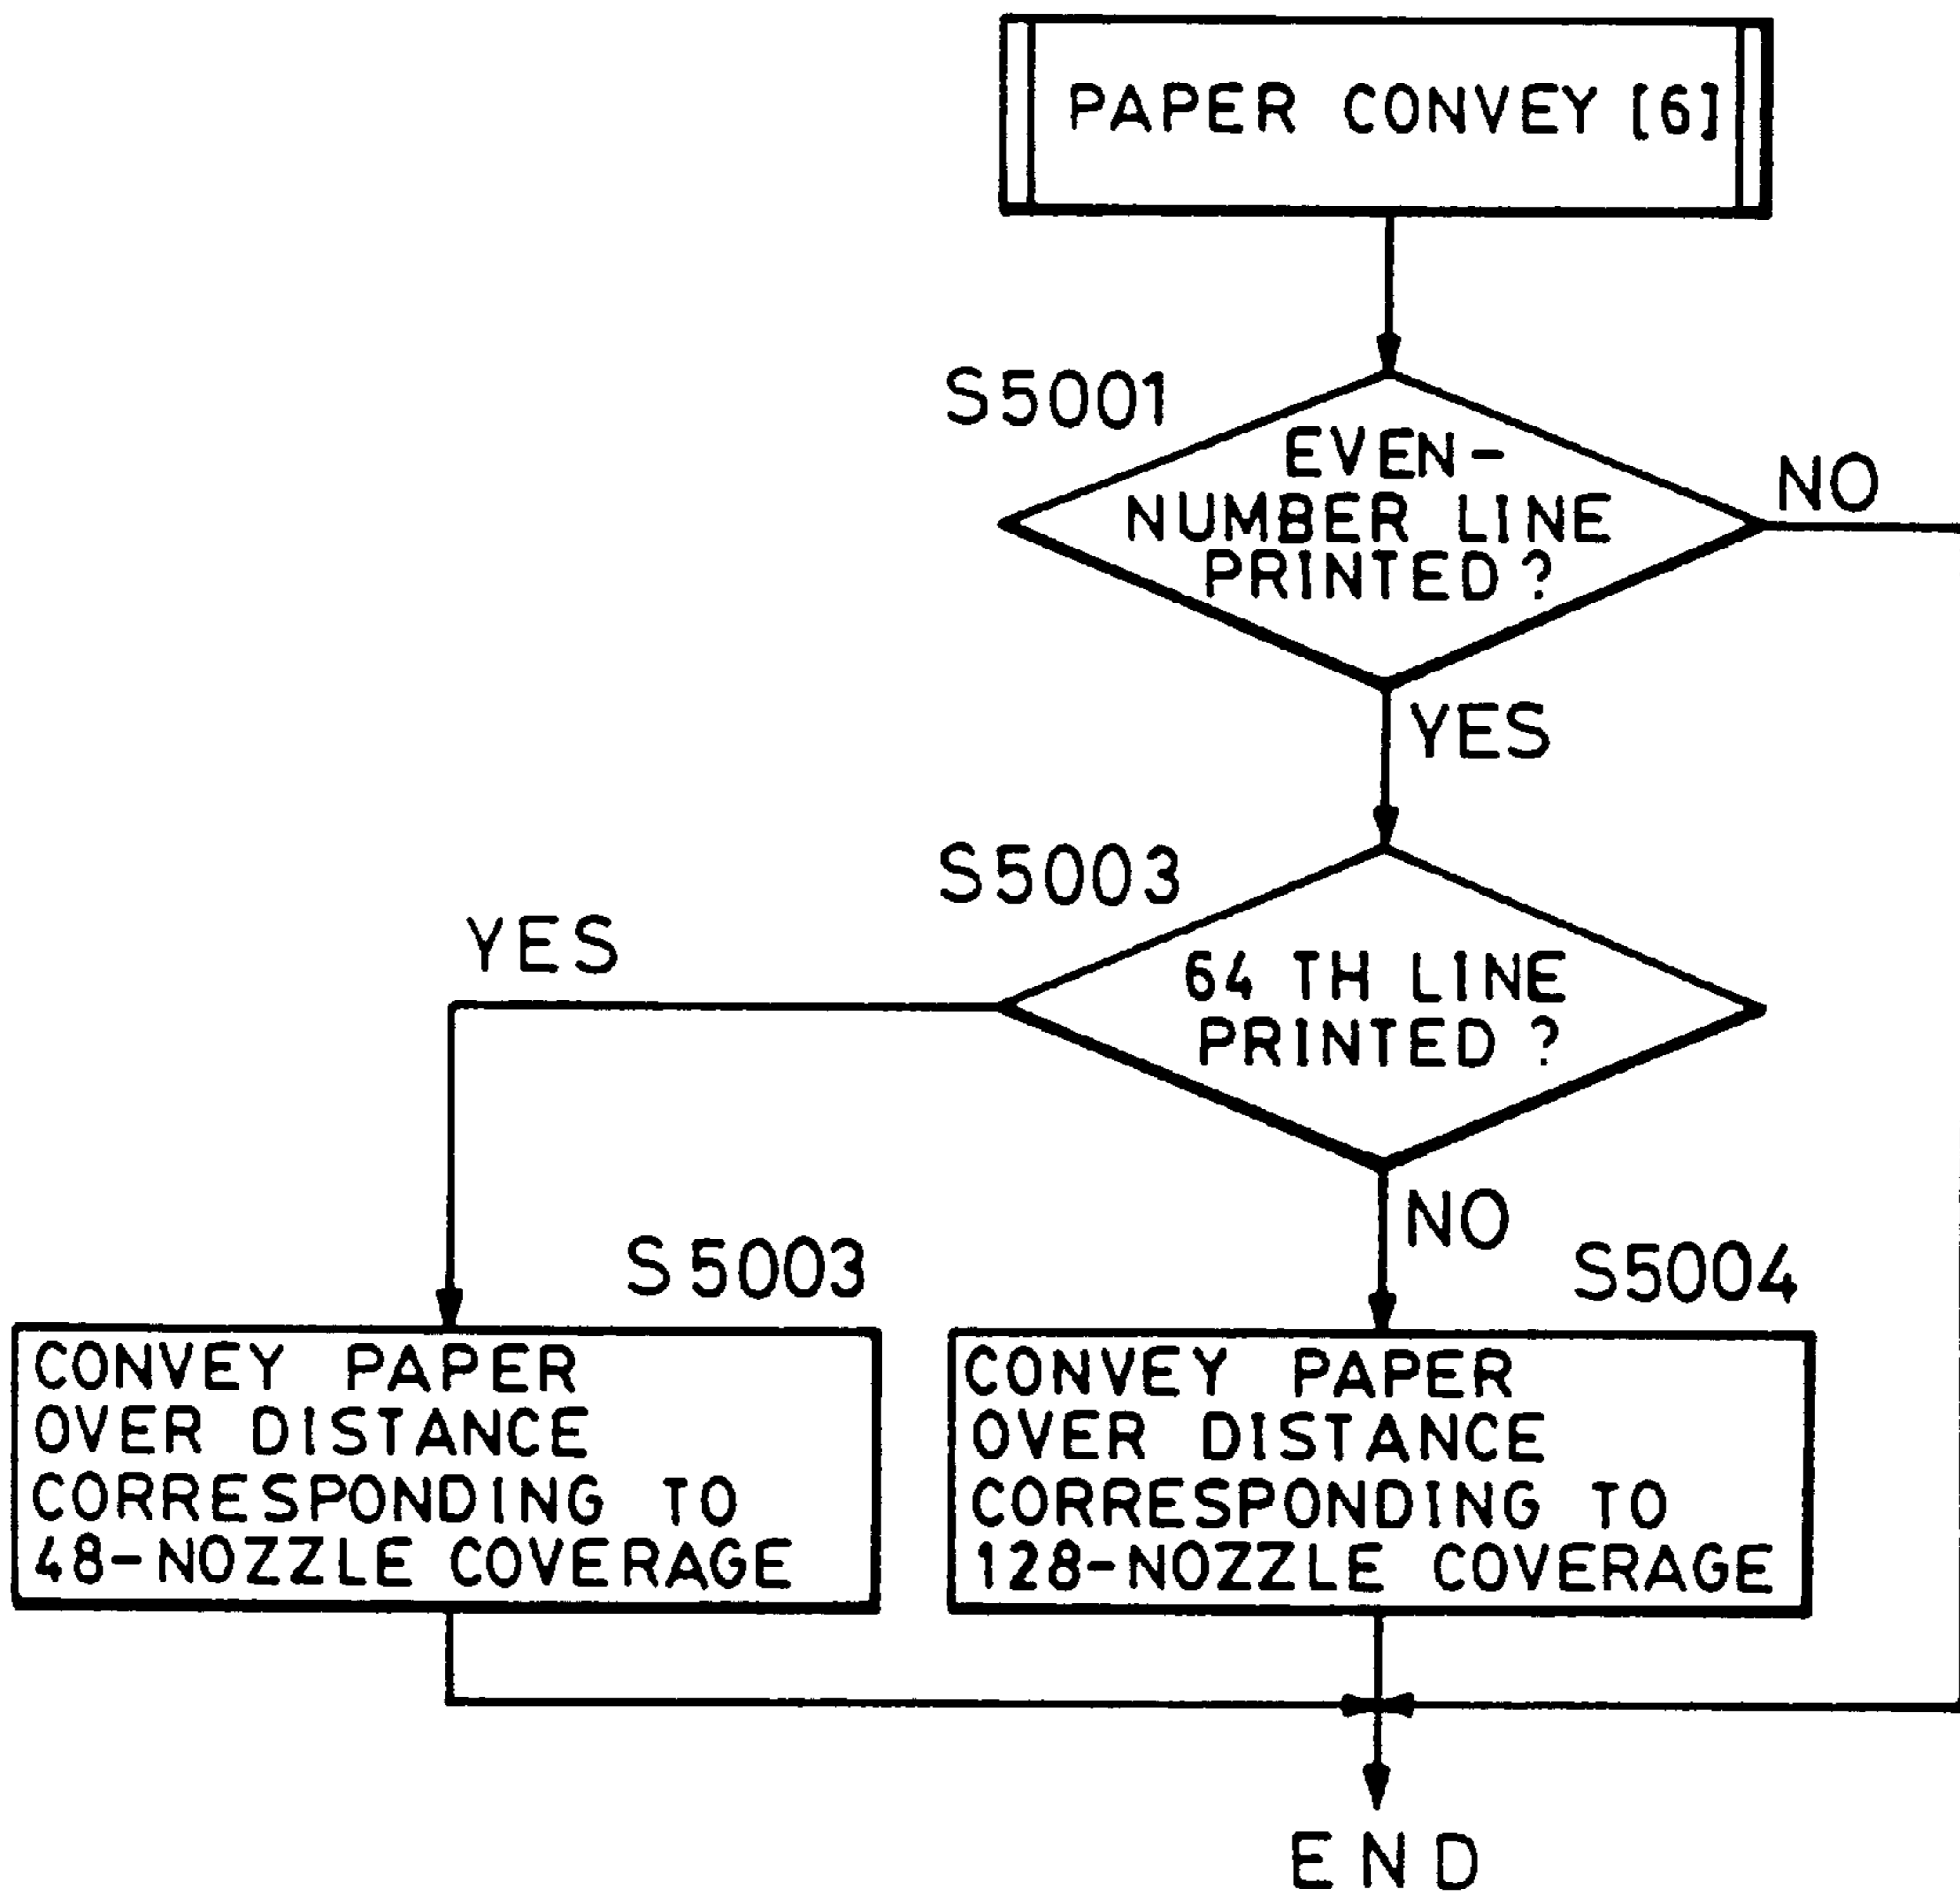 PAPER CONVEY [6]
S5001
EVEN-
NUMBER LINE
PRINTED ?
NO
YES
S5003
64 TH LINE
PRINTED ?
YES
NO
S5003
S5004
CONVEY PAPER
OVER DISTANCE
CORRESPONDING TO
48-NOZZLE COVERAGE
CONVEY PAPER
OVER DISTANCE
CORRESPONDING TO
128-NOZZLE COVERAGE
END